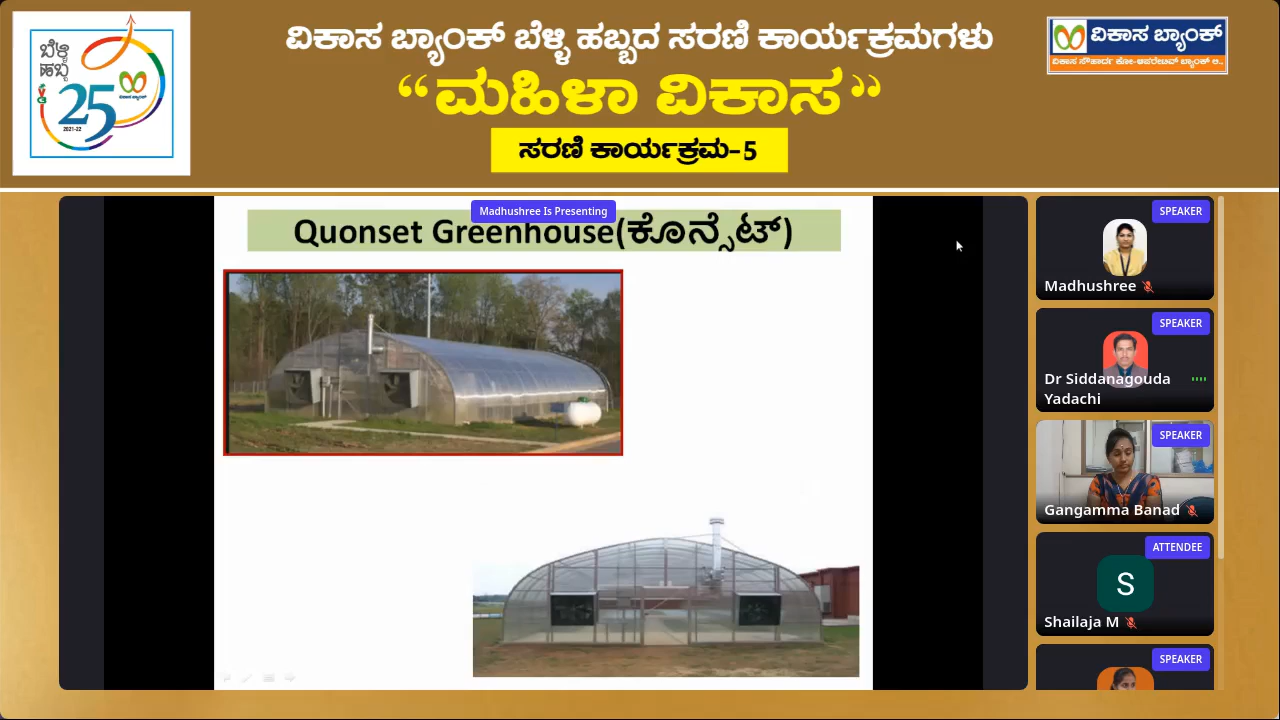 ವಿಕಾಸ ಬ್ಯಾಂಕ್ ಬೆಳ್ಳಿ ಹಬ್ಬದ ಸರಣಿ ಕಾರ್ಯಕ್ರಮಗಳು
“ಮಹಿಳಾ ವಿಕಾಸ”
ಸರಣಿ ಕಾರ್ಯಕ್ರಮ-5
ಬೆಳ್ಳಿ
ಹಬ್ಬ
25
2021-22
ವಿಕಾಸ ಬ್ಯಾಂಕ್
ವಿಕಾಸ ಸೌಹಾರ್ದ ಕೋ-ಆಪರೇಟಿವ್ ಬ್ಯಾಂಕ್ ಲಿ.,
Madhushree Is Presenting
Quonset Greenhouse(ಕೊನ್ಸೆಟ್)
SPEAKER
Madhushree
SPEAKER
Dr Siddanagouda
Yadachi
SPEAKER
Gangamma Banad
ATTENDEE
S
Shailaja M
SPEAKER